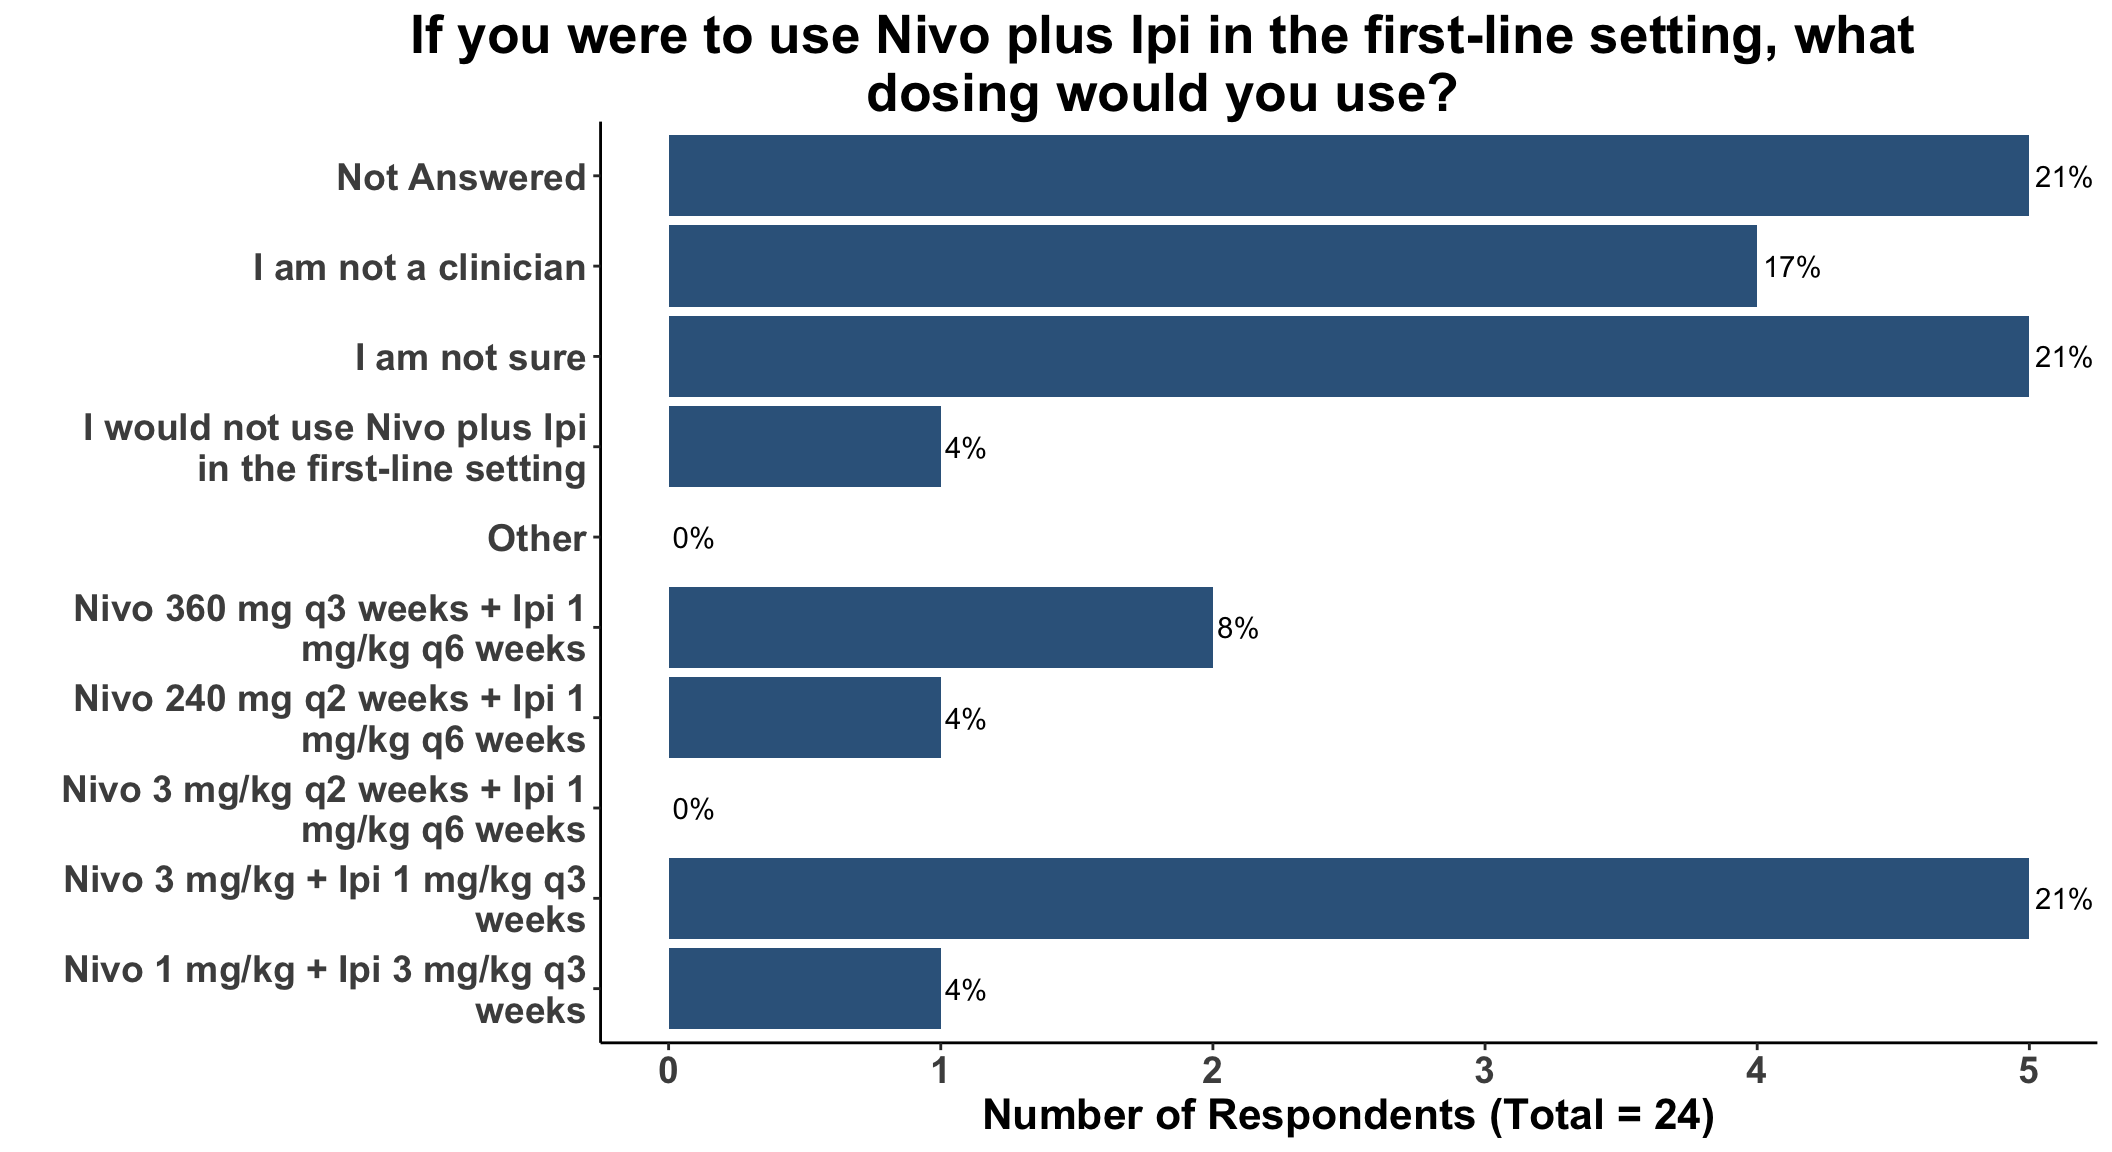 If you were to use Nivo plus Ipi in the first-line setting, what
dosing would you use?
Not Answered
21%
I am not a clinician
17%
I am not sure
21%
I would not use Nivo plus Ipi
in the first-line setting
4%
Other
0%
Nivo 360 mg q3 weeks + Ipi 1
mg/kg q6 weeks
8%
Nivo 240 mg q2 weeks + Ipi 1
mg/kg q6 weeks
4%
Nivo 3 mg/kg q2 weeks + Ipi 1
mg/kg q6 weeks
0%
Nivo 3 mg/kg + Ipi 1 mg/kg q3
weeks
21%
Nivo 1 mg/kg + Ipi 3 mg/kg q3
weeks
4%
0 1 2 3 4 5
Number of Respondents (Total = 24)